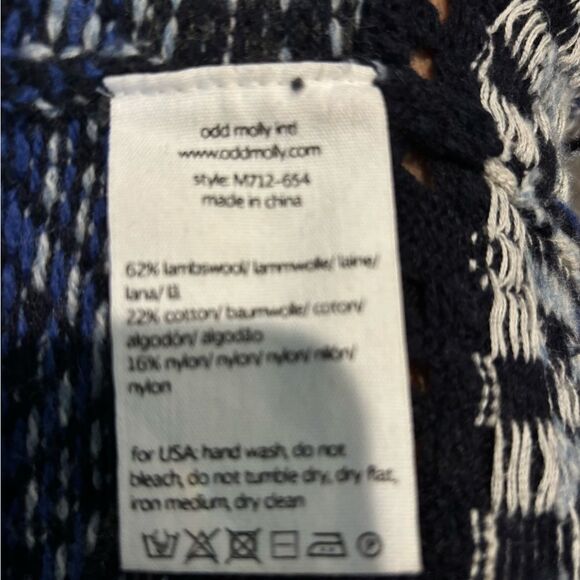 odd molly intl
www.oddmolly.com
style: M712-654
made in china
62% lambswool/ lammwolle/ laine/
lana/ lã
22% cotton/ baumwolle/ coton/
algodón/ algodão
16% nylon/ nylon/ nylon/ nilón/
nylon
for USA: hand wash, do not
bleach, do not tumble dry, dry flat,
iron medium, dry clean
P